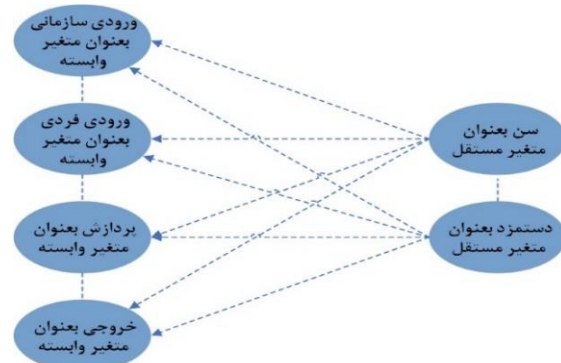 ورودی سازمانی
بعنوان متغیر
وابسته
ورودی فردی
بعنوان متغیر
وابسته
پردازش بعنوان
متغیر وابسته
خروجی بعنوان
متغیر وابسته
سن بعنوان
متغیر مستقل
دستمزد بعنوان
متغیر مستقل